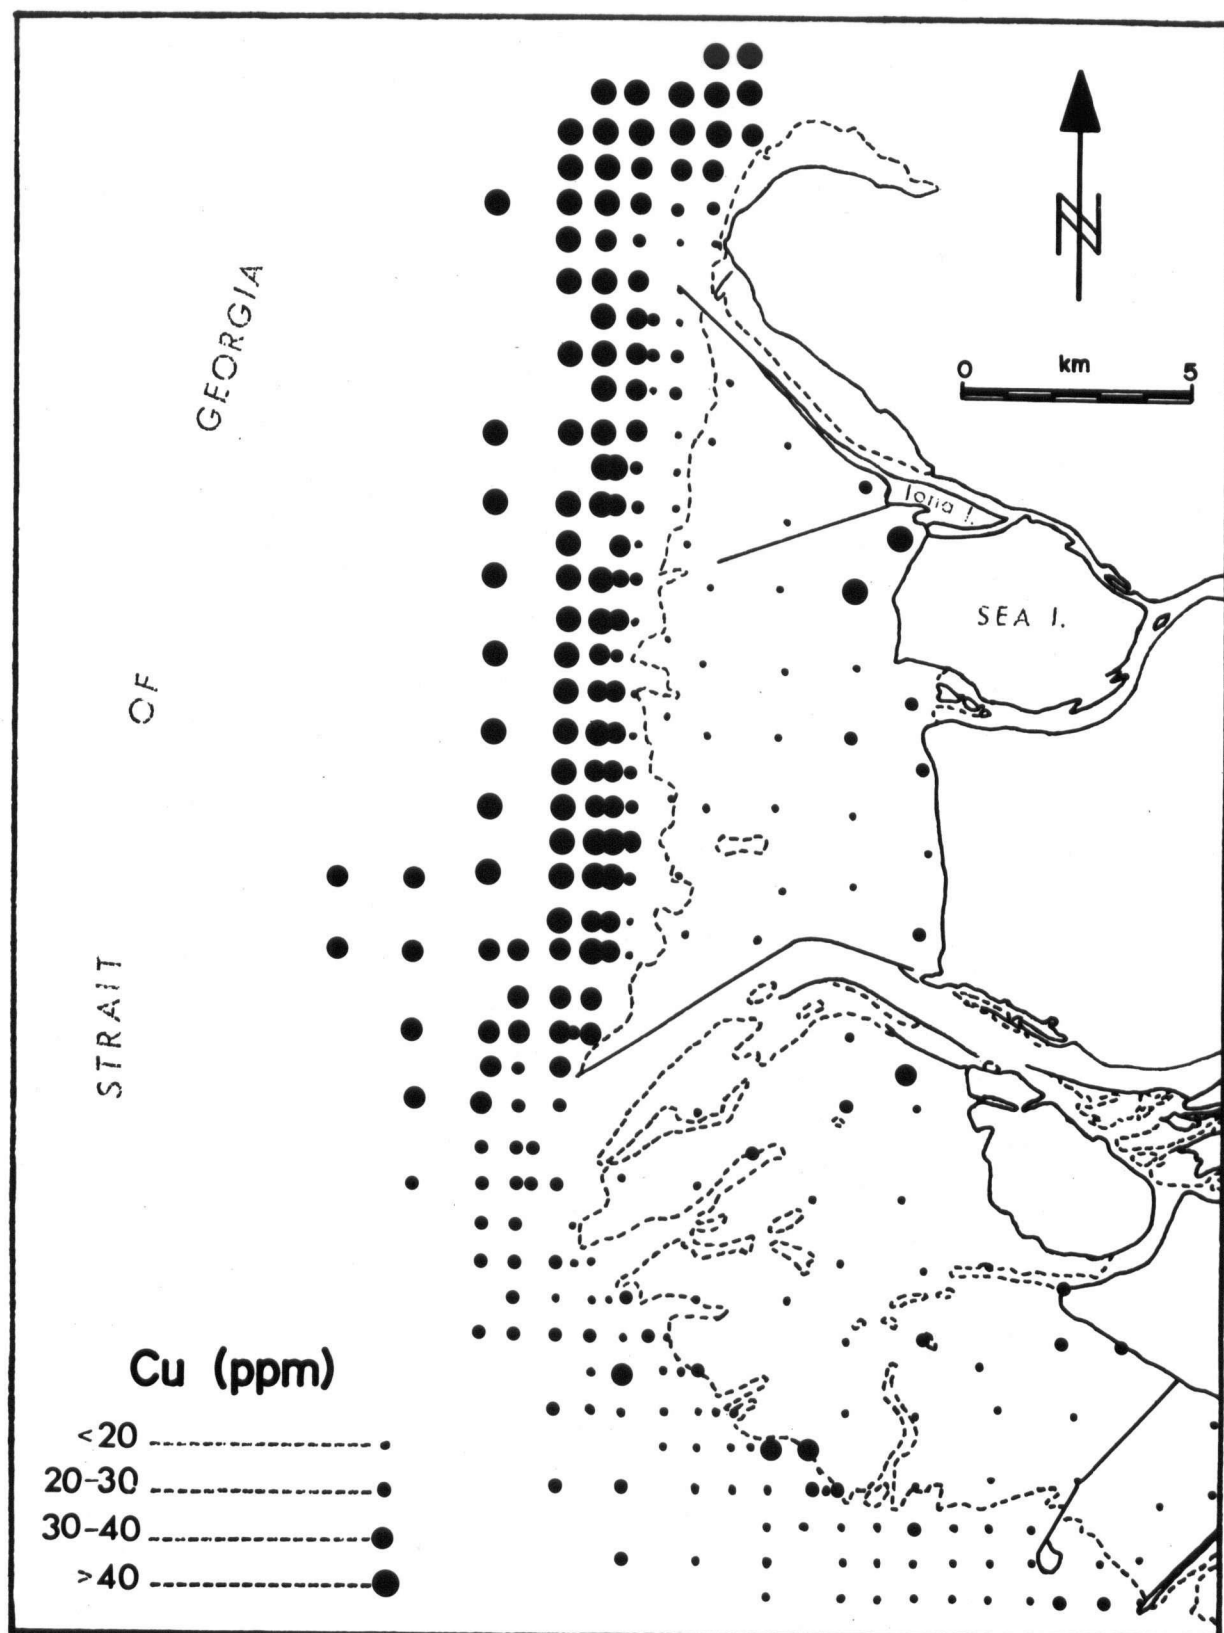 N
0 km 5
GEORGIA
Iona I.
SEA I.
OF
STRAIT
Cu (ppm)
<20
20-30
30-40
>40